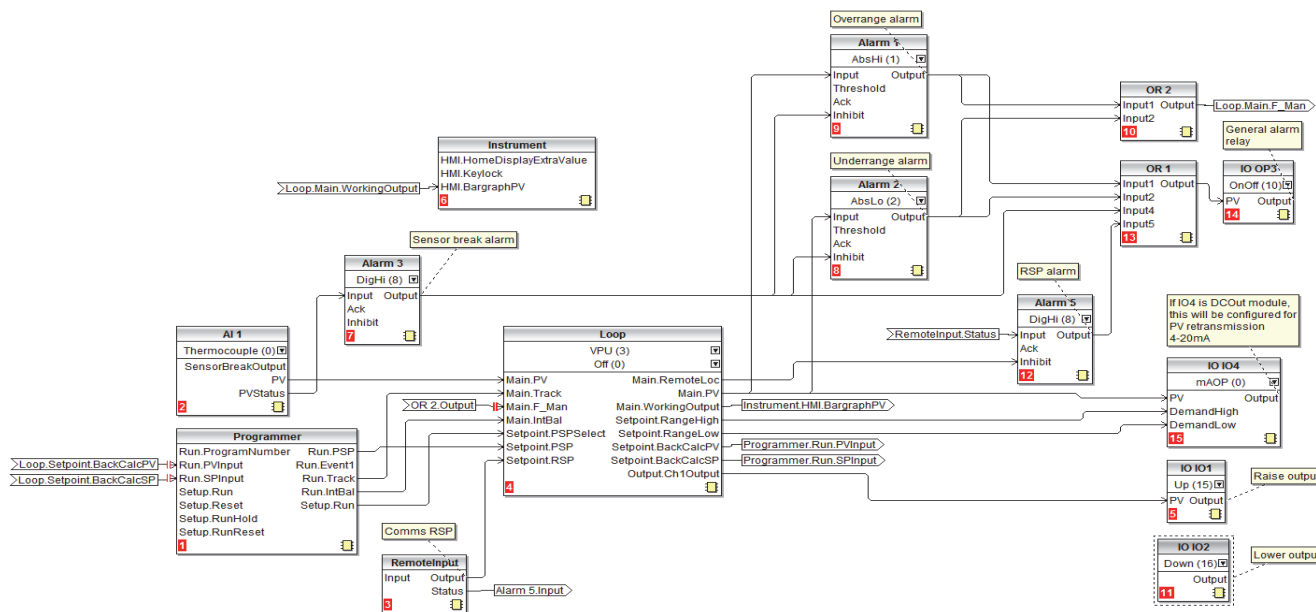 Overrange alarm
Alarm 1
AbsHi (1)
Input Output
Threshold
Ack
Inhibit
9
OR 2
Input1 Output
Input2
10
Loop.Main.F_Man
General alarm
relay
Instrument
HMI.HomeDisplayExtraValue
HMI.Keylock
HMI.BargraphPV
6
Loop.Main.WorkingOutput
Underrange alarm
Alarm 2
AbsLo (2)
Input Output
Threshold
Ack
Inhibit
8
OR 1
Input1 Output
Input2
Input4
Input5
13
IO OP3
OnOff (10)
PV Output
14
Sensor break alarm
Alarm 3
DigHi (8)
Input Output
Ack
Inhibit
7
RSP alarm
Alarm 5
DigHi (8)
Input Output
Ack
Inhibit
12
RemoteInput.Status
If IO4 is DCOut module,
this will be configured for
PV retransmission
4-20mA
AI 1
Thermocouple (0)
SensorBreakOutput
PV
PVStatus
2
Loop
VPU (3)
Off (0)
Main.PV Main.RemoteLoc
Main.Track Main.PV
Main.F_Man Main.WorkingOutput
Main.IntBal Setpoint.RangeHigh
Setpoint.PSPSelect Setpoint.RangeLow
Setpoint.PSP Setpoint.BackCalcPV
Setpoint.RSP Setpoint.BackCalcSP
Output.Ch1Output
4
OR 2.Output
Instrument.HMI.BargraphPV
Programmer.Run.PVInput
Programmer.Run.SPInput
IO IO4
mAOP (0)
PV Output
DemandHigh
DemandLow
15
Programmer
Run.ProgramNumber Run.PSP
Run.PVInput Run.Event1
Run.SPInput Run.Track
Setup.Run Run.IntBal
Setup.Reset Setup.Run
Setup.RunHold
Setup.RunReset
1
Loop.Setpoint.BackCalcPV
Loop.Setpoint.BackCalcSP
IO IO1
Up (15)
PV Output
5
Raise output
Comms RSP
RemoteInput
Input Output
Status
3
Alarm 5.Input
IO IO2
Down (16)
Output
11
Lower output